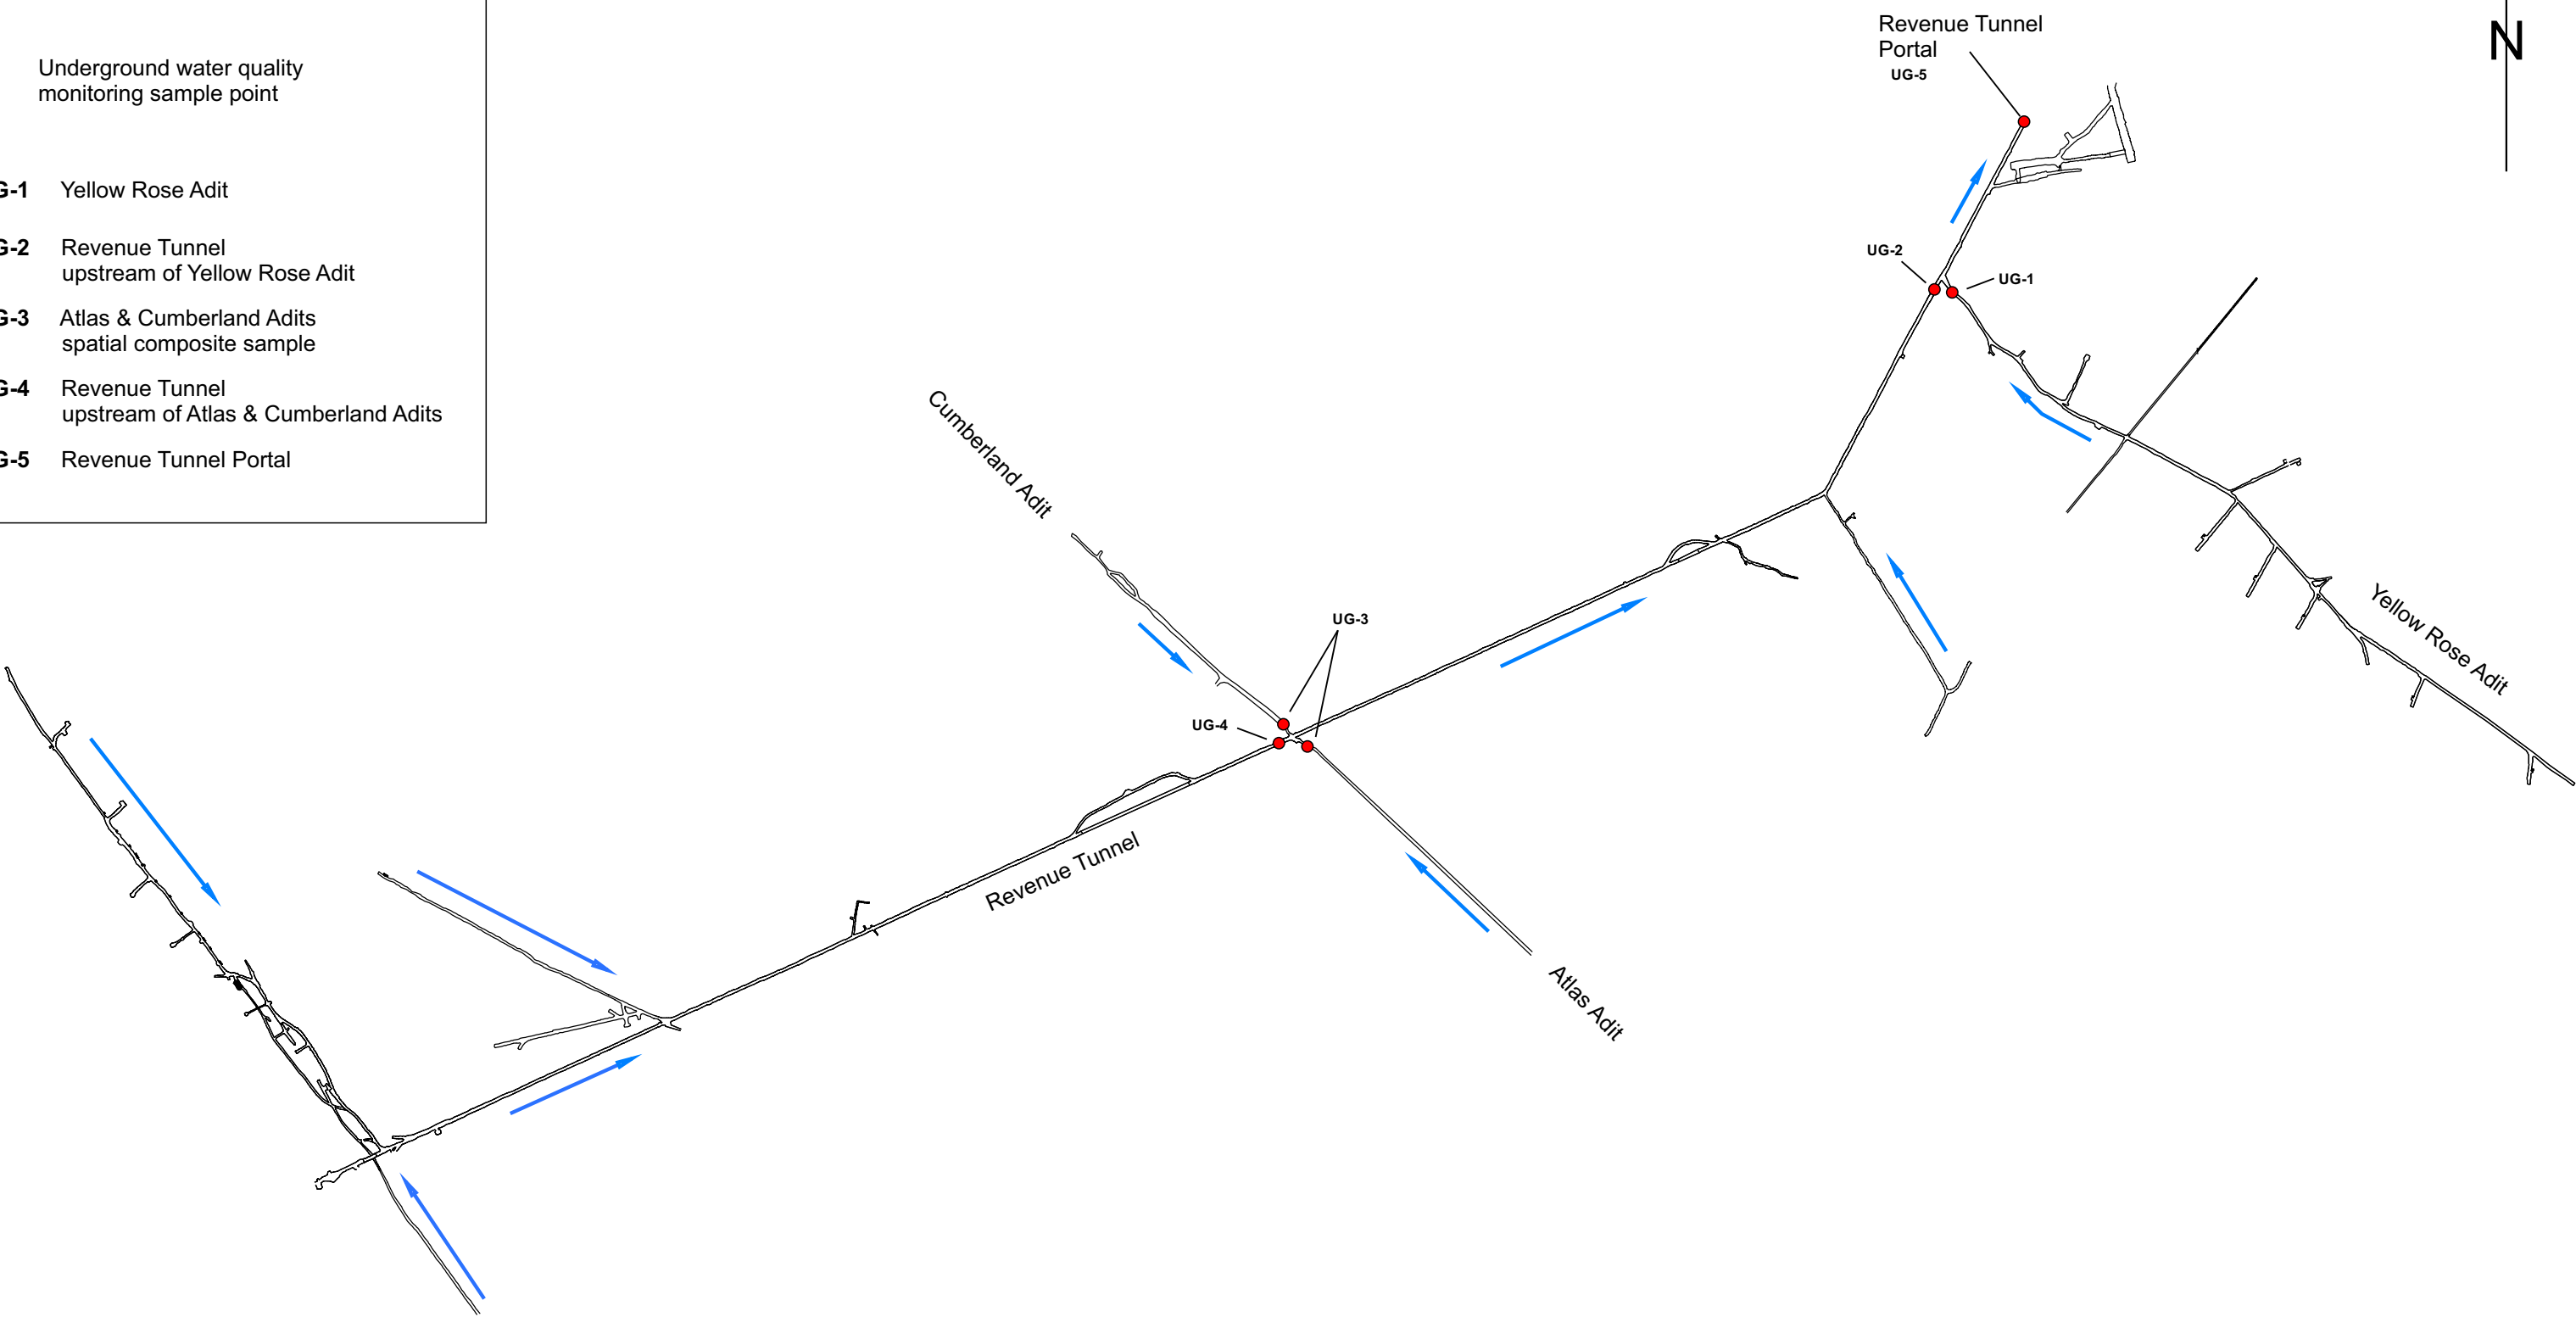 Underground water quality
monitoring sample point
G-1 Yellow Rose Adit
G-2 Revenue Tunnel
upstream of Yellow Rose Adit
G-3 Atlas & Cumberland Adits
spatial composite sample
G-4 Revenue Tunnel
upstream of Atlas & Cumberland Adits
G-5 Revenue Tunnel Portal
Revenue Tunnel
Portal
UG-5
N
UG-2
UG-1
Cumberland Adit
UG-3
Yellow Rose Adit
UG-4
Revenue Tunnel
Atlas Adit